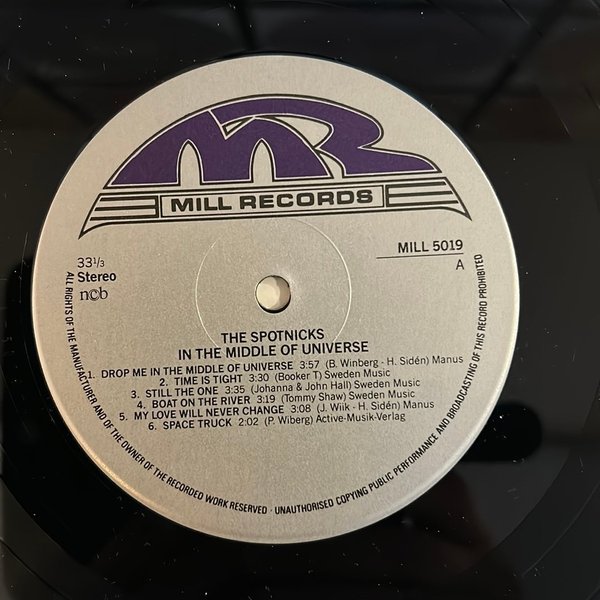 MR
MILL RECORDS
33 1/3
Stereo
ncb
MILL 5019
A
THE SPOTNICKS
IN THE MIDDLE OF UNIVERSE
1. DROP ME IN THE MIDDLE OF UNIVERSE 3:57 (B. Winberg - H. Sidén) Manus
2. TIME IS TIGHT 3:30 (Booker T) Sweden Music
3. STILL THE ONE 3:35 (Johanna & John Hall) Sweden Music
4. BOAT ON THE RIVER 3:19 (Tommy Shaw) Sweden Music
5. MY LOVE WILL NEVER CHANGE 3:08 (J. Wiik - H. Sidén) Manus
6. SPACE TRUCK 2:02 (P. Wiberg) Active-Musik-Verlag
ALL RIGHTS OF THE MANUFACTURER AND OF THE OWNER OF THE RECORDED WORK RESERVED · UNAUTHORISED COPYING PUBLIC PERFORMANCE AND BROADCASTING OF THIS RECORD PROHIBITED